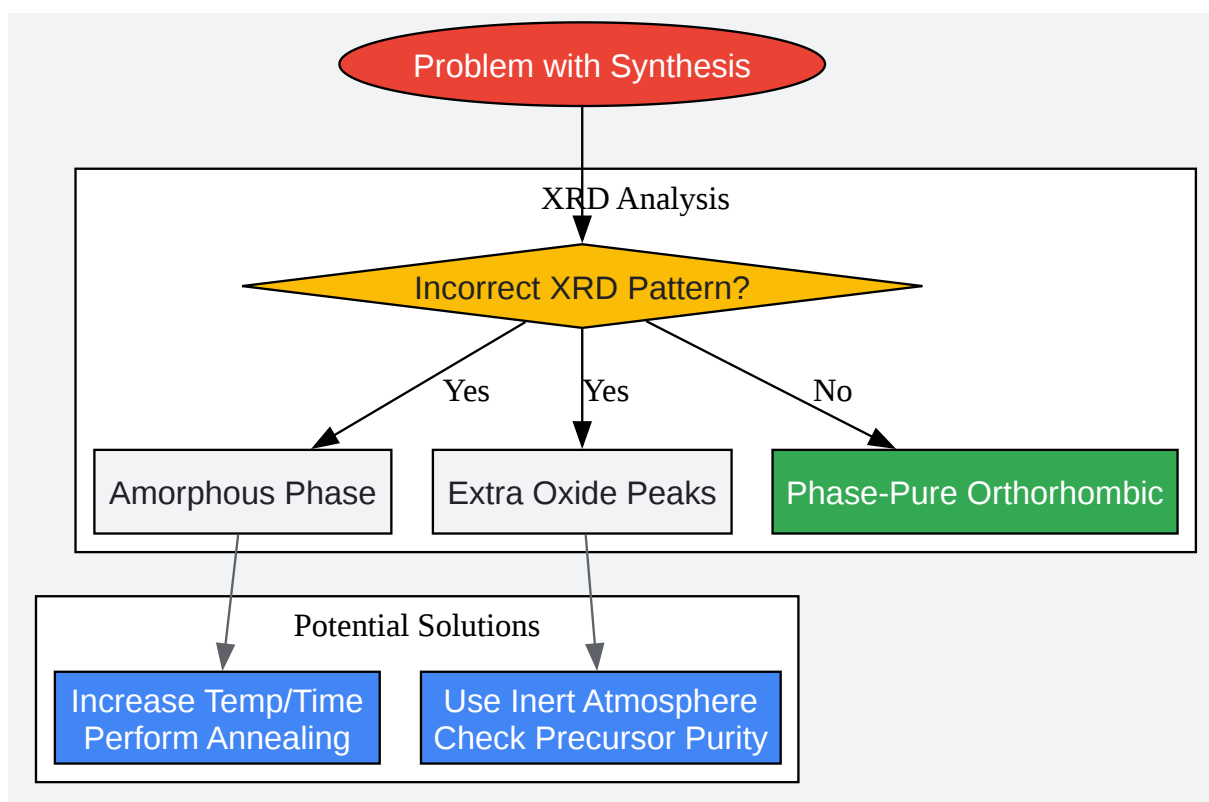 Problem with Synthesis
XRD Analysis
Incorrect XRD Pattern?
Yes
Yes
No
Amorphous Phase
Extra Oxide Peaks
Phase-Pure Orthorhombic
Potential Solutions
Increase Temp/Time
Perform Annealing
Use Inert Atmosphere
Check Precursor Purity